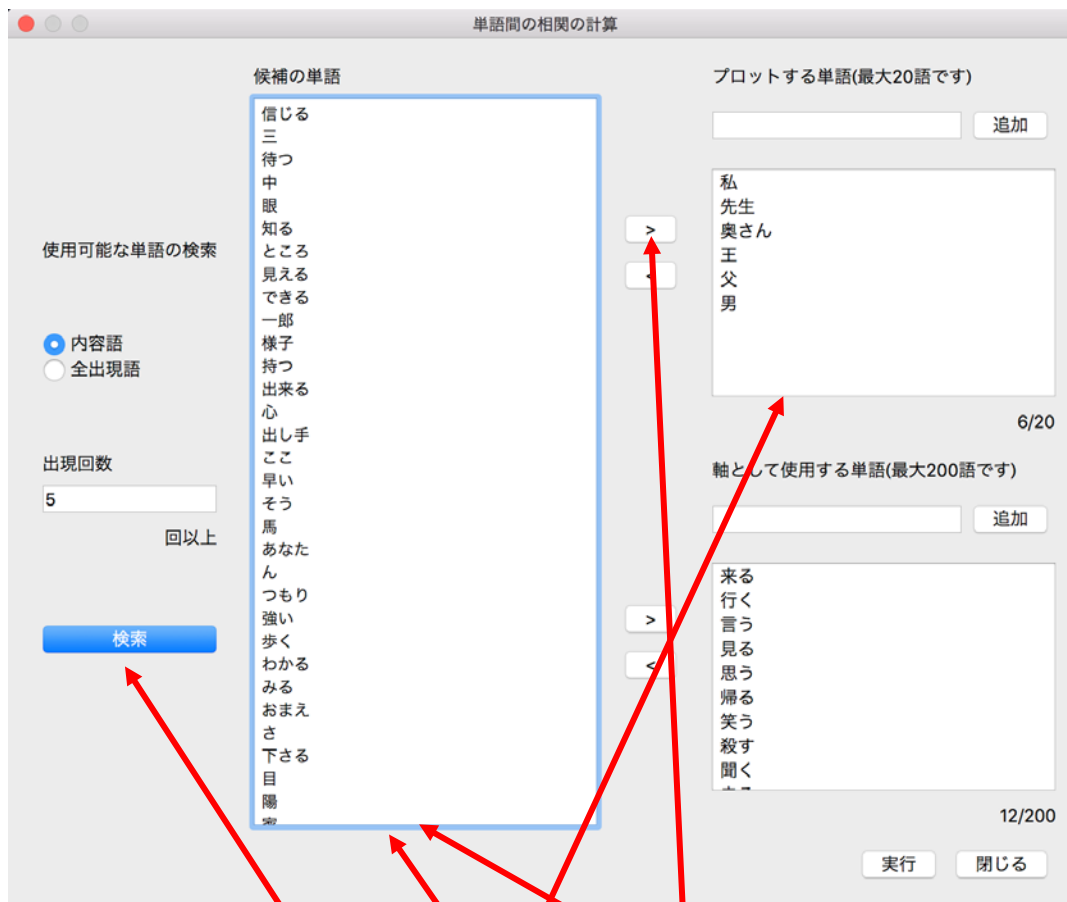 単語間の相関の計算
候補の単語
信じる
三
待つ
中
眼
知る
ところ
見える
できる
一郎
様子
持つ
出来る
心
出し手
ここ
早い
そう
馬
あなた
ん
つもり
強い
歩く
わかる
みる
おまえ
さ
下さる
目
陽
使用可能な単語の検索
内容語
全出現語
出現回数
5
回以上
検索
>
<
>
<
プロットする単語(最大20語です)
追加
私
先生
奥さん
王
父
男
6/20
軸として使用する単語(最大200語です)
追加
来る
行く
言う
見る
思う
帰る
笑う
殺す
聞く
12/200
実行
閉じる